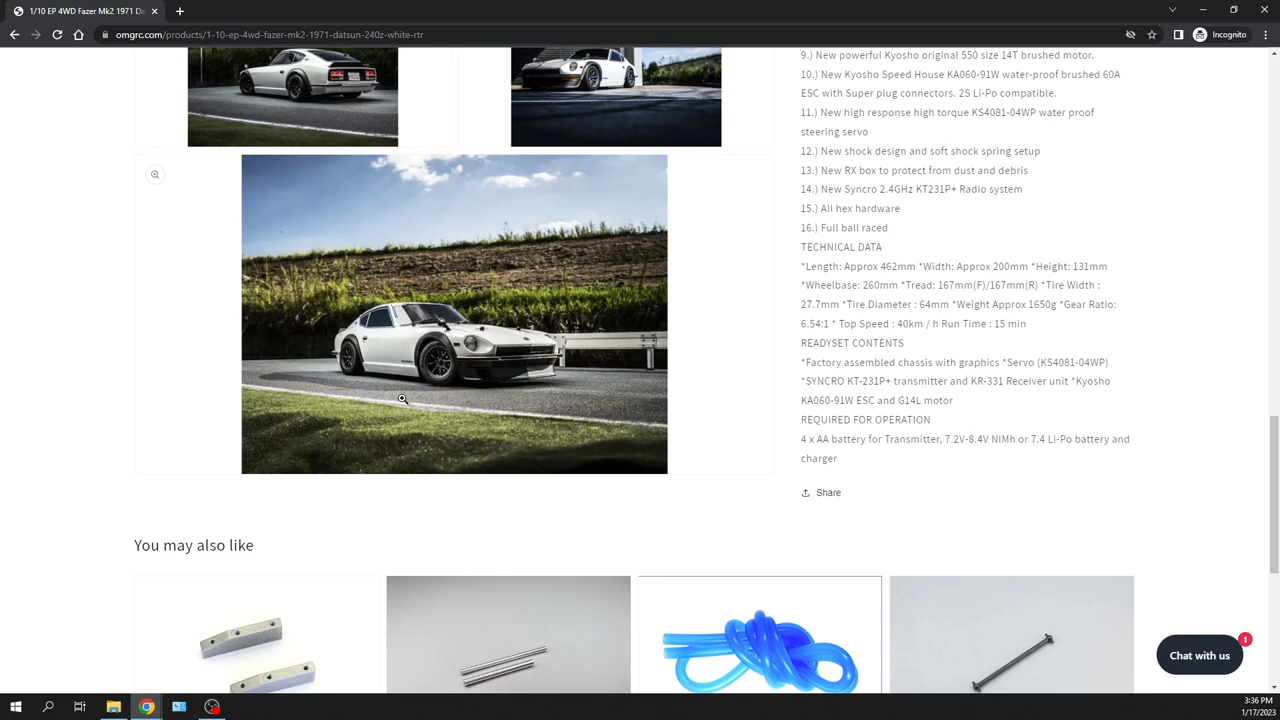 1/10 EP 4WD Fazer Mk2 1971 Da
Incognito
omgrc.com/products/1-10-ep-4wd-fazer-mk2-1971-datsun-240z-white-rtr
9.) New powerful Kyosho original 550 size 14T brushed motor.
10.) New Kyosho Speed House KA060-91W water-proof brushed 60A
ESC with Super plug connectors. 2S Li-Po compatible.
11.) New high response high torque KS4081-04WP water proof
steering servo
12.) New shock design and soft shock spring setup
13.) New RX box to protect from dust and debris
14.) New Syncro 2.4GHz KT231P+ Radio system
15.) All hex hardware
16.) Full ball raced
TECHNICAL DATA
*Length: Approx 462mm *Width: Approx 200mm *Height: 131mm
*Wheelbase: 260mm *Tread: 167mm(F)/167mm(R) *Tire Width :
27.7mm *Tire Diameter : 64mm *Weight Approx 1650g *Gear Ratio:
6.54:1 * Top Speed : 40km / h Run Time : 15 min
READYSET CONTENTS
*Factory assembled chassis with graphics *Servo (KS4081-04WP)
*SYNCRO KT-231P+ transmitter and KR-331 Receiver unit *Kyosho
KA060-91W ESC and G14L motor
REQUIRED FOR OPERATION
4 x AA battery for Transmitter, 7.2V-8.4V NiMh or 7.4 Li-Po battery and
charger
Share
You may also like
Chat with us
1
3:36 PM
1/17/2023